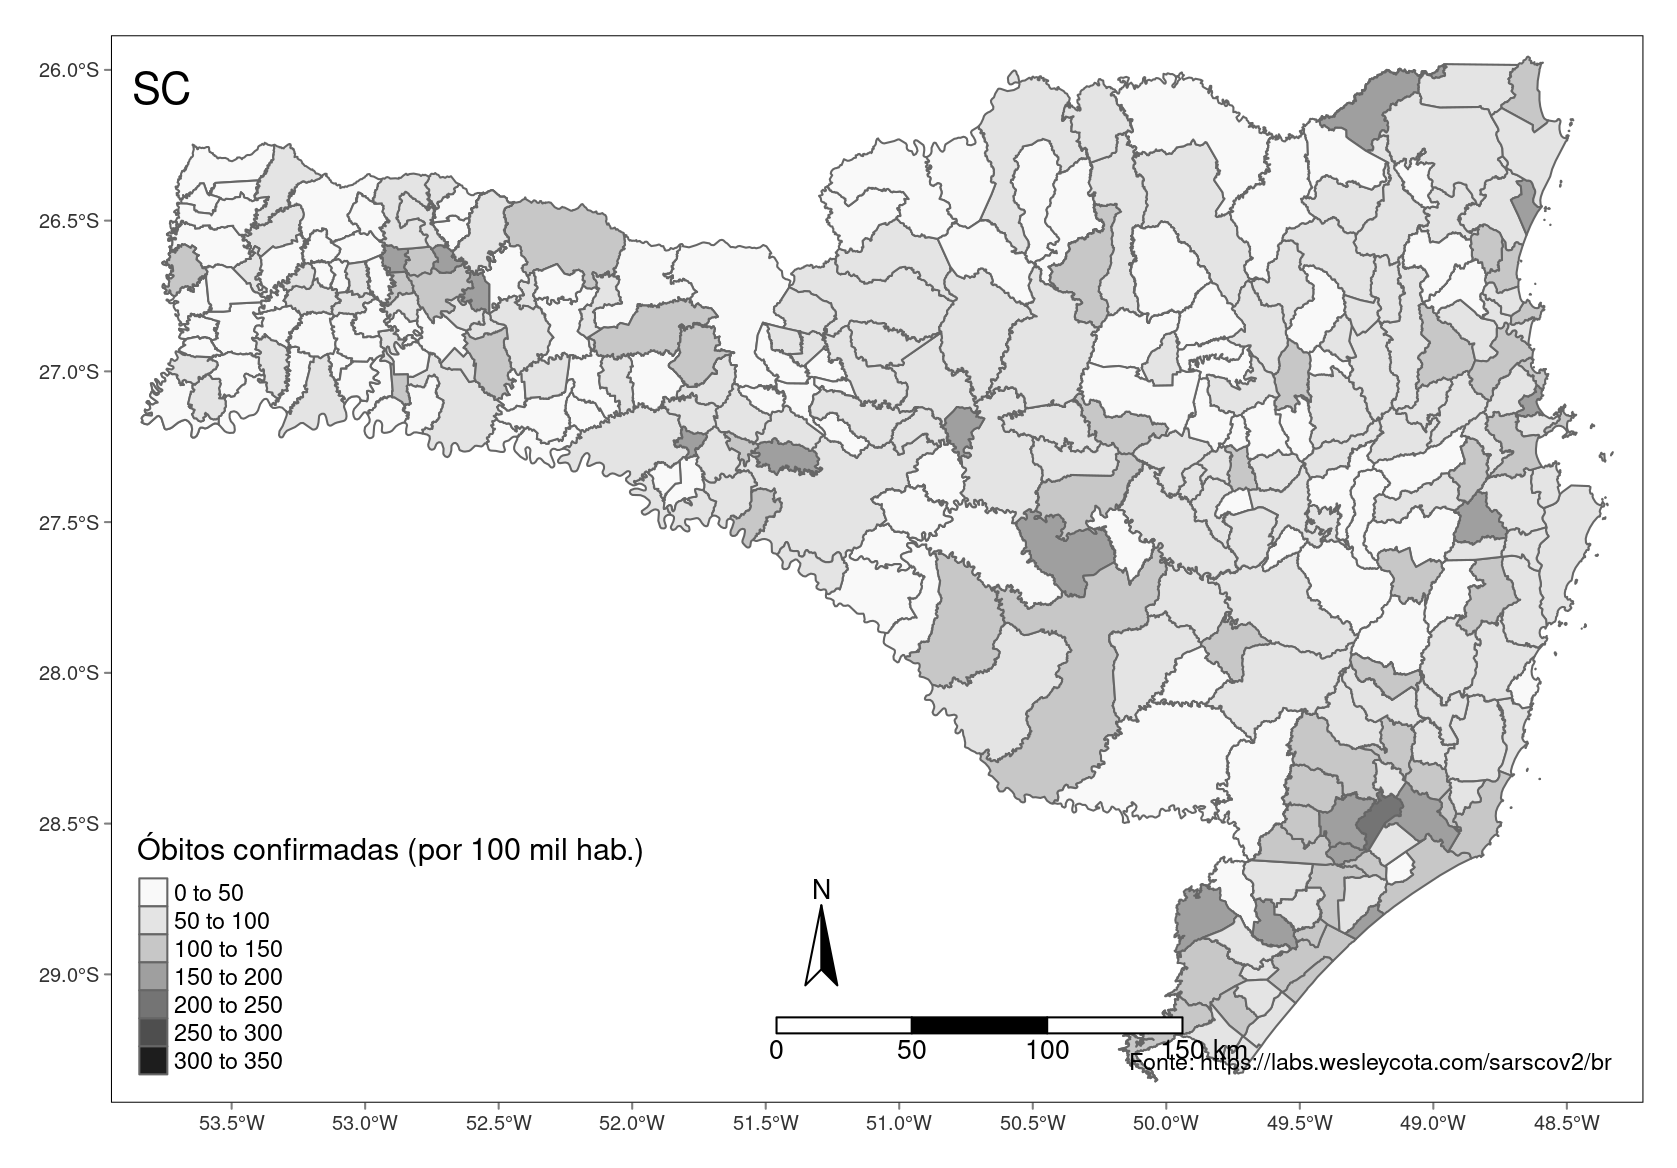 SC
26.0°S
26.5°S
27.0°S
27.5°S
28.0°S
28.5°S
29.0°S
Óbitos confirmadas (por 100 mil hab.)
0 to 50
50 to 100
100 to 150
150 to 200
200 to 250
250 to 300
300 to 350
N
0 50 100 150 km
Fonte: https://labs.wesleycota.com/sarscov2/br
53.5°W 53.0°W 52.5°W 52.0°W 51.5°W 51.0°W 50.5°W 50.0°W 49.5°W 49.0°W 48.5°W